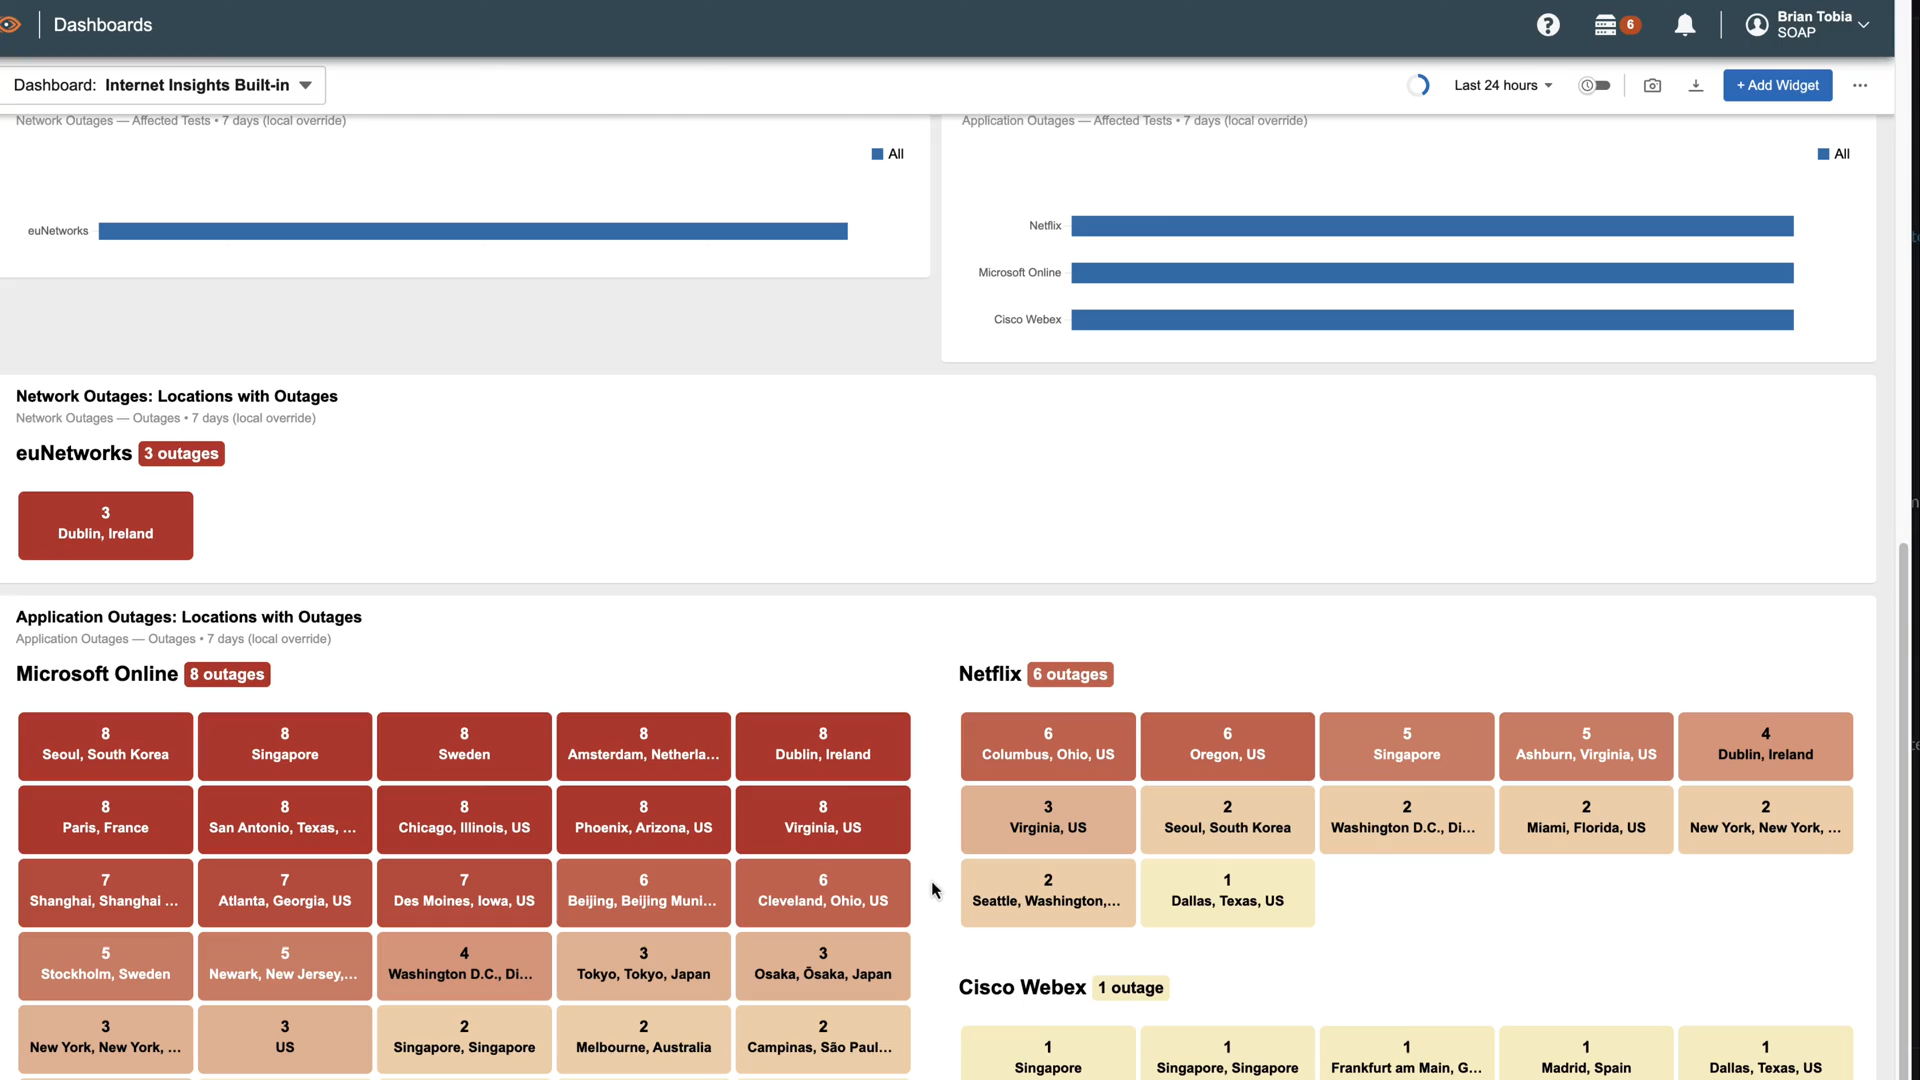 Dashboards
6
Brian Tobia
SOAP
Dashboard: Internet Insights Built-in
Last 24 hours
+ Add Widget
Network Outages — Affected Tests • 7 days (local override)
All
euNetworks
Application Outages — Affected Tests • 7 days (local override)
All
Netflix
Microsoft Online
Cisco Webex
Network Outages: Locations with Outages
Network Outages — Outages • 7 days (local override)
euNetworks 3 outages
3
Dublin, Ireland
Application Outages: Locations with Outages
Application Outages — Outages • 7 days (local override)
Microsoft Online 8 outages
8
Seoul, South Korea
8
Singapore
8
Sweden
8
Amsterdam, Netherla...
8
Dublin, Ireland
8
Paris, France
8
San Antonio, Texas, ...
8
Chicago, Illinois, US
8
Phoenix, Arizona, US
8
Virginia, US
7
Shanghai, Shanghai ...
7
Atlanta, Georgia, US
7
Des Moines, Iowa, US
6
Beijing, Beijing Muni...
6
Cleveland, Ohio, US
5
Stockholm, Sweden
5
Newark, New Jersey,...
4
Washington D.C., Di...
3
Tokyo, Tokyo, Japan
3
Osaka, Ōsaka, Japan
3
New York, New York, ...
3
US
2
Singapore, Singapore
2
Melbourne, Australia
2
Campinas, São Paul...
Netflix 6 outages
6
Columbus, Ohio, US
6
Oregon, US
5
Singapore
5
Ashburn, Virginia, US
4
Dublin, Ireland
3
Virginia, US
2
Seoul, South Korea
2
Washington D.C., Di...
2
Miami, Florida, US
2
New York, New York, ...
2
Seattle, Washington,...
1
Dallas, Texas, US
Cisco Webex 1 outage
1
Singapore
1
Singapore, Singapore
1
Frankfurt am Main, G...
1
Madrid, Spain
1
Dallas, Texas, US